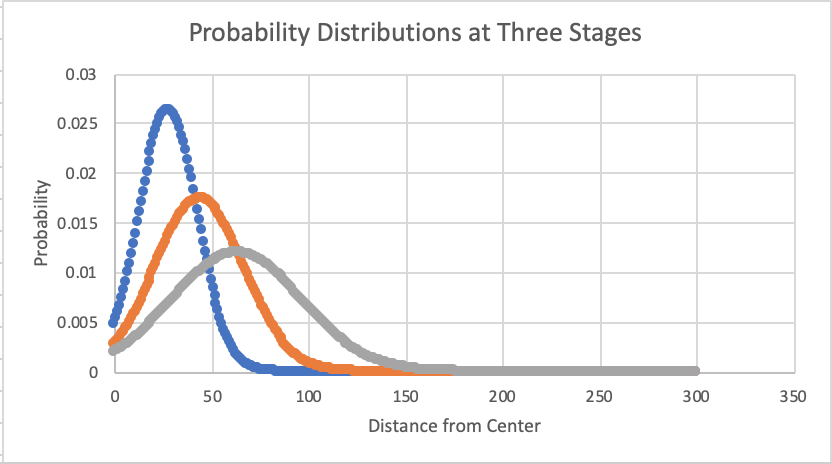 Probability Distributions at Three Stages
0.03
0.025
0.02
0.015
0.01
0.005
0
Probability
0 50 100 150 200 250 300 350
Distance from Center